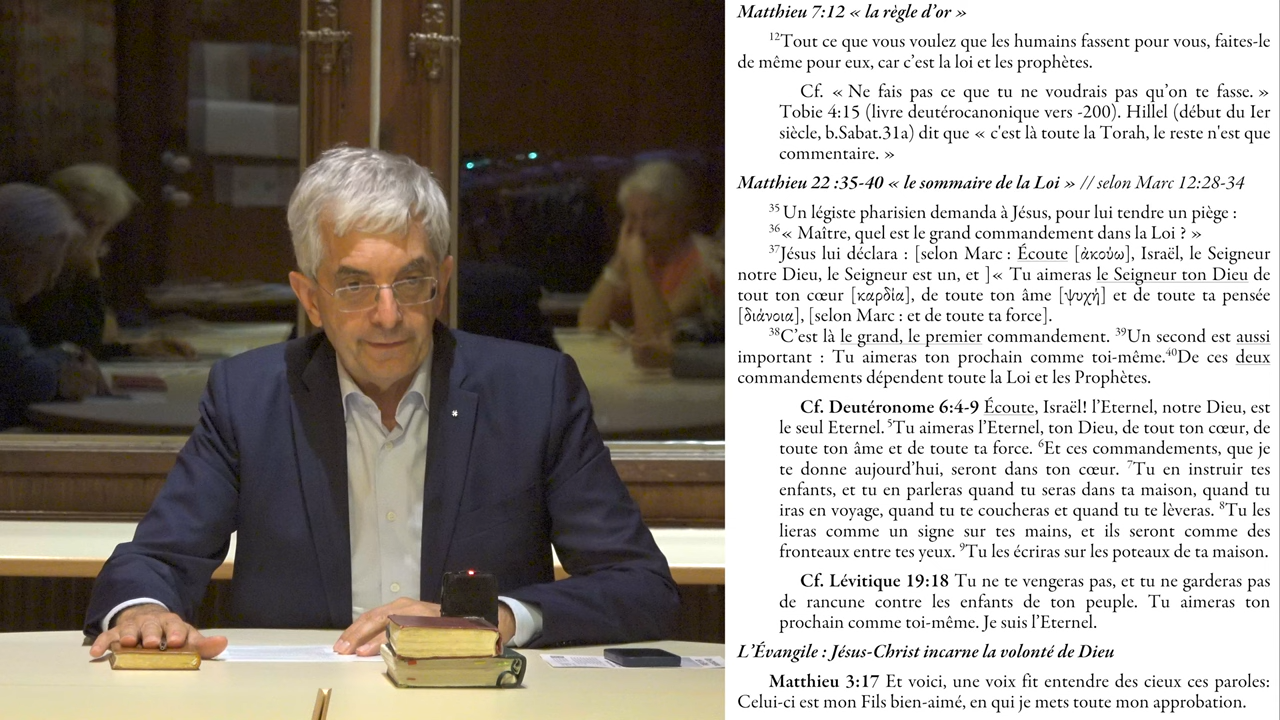 Matthieu 7:12 « la règle d’or »
¹²Tout ce que vous voulez que les humains fassent pour vous, faites-le
de même pour eux, car c’est la loi et les prophètes.
Cf. « Ne fais pas ce que tu ne voudrais pas qu’on te fasse. »
Tobie 4:15 (livre deutérocanonique vers -200). Hillel (début du Ier
siècle, b.Sabat.31a) dit que « c'est là toute la Torah, le reste n'est que
commentaire. »
Matthieu 22 :35-40 « le sommaire de la Loi » // selon Marc 12:28-34
³⁵ Un légiste pharisien demanda à Jésus, pour lui tendre un piège :
³⁶« Maître, quel est le grand commandement dans la Loi ? »
³⁷Jésus lui déclara : [selon Marc : Écoute [ἀκούω], Israël, le Seigneur
notre Dieu, le Seigneur est un, et ]« Tu aimeras le Seigneur ton Dieu de
tout ton cœur [καρδία], de toute ton âme [ψυχή] et de toute ta pensée
[διάνοια], [selon Marc : et de toute ta force].
³⁸C’est là le grand, le premier commandement. ³⁹Un second est aussi
important : Tu aimeras ton prochain comme toi-même.⁴⁰De ces deux
commandements dépendent toute la Loi et les Prophètes.
Cf. Deutéronome 6:4-9 Écoute, Israël! l’Eternel, notre Dieu, est
le seul Eternel. ⁵Tu aimeras l’Eternel, ton Dieu, de tout ton cœur, de
toute ton âme et de toute ta force. ⁶Et ces commandements, que je
te donne aujourd’hui, seront dans ton cœur. ⁷Tu en instruir tes
enfants, et tu en parleras quand tu seras dans ta maison, quand tu
iras en voyage, quand tu te coucheras et quand tu te lèveras. ⁸Tu les
lieras comme un signe sur tes mains, et ils seront comme des
fronteaux entre tes yeux. ⁹Tu les écriras sur les poteaux de ta maison.
Cf. Lévitique 19:18 Tu ne te vengeras pas, et tu ne garderas pas
de rancune contre les enfants de ton peuple. Tu aimeras ton
prochain comme toi-même. Je suis l’Eternel.
L’Évangile : Jésus-Christ incarne la volonté de Dieu
Matthieu 3:17 Et voici, une voix fit entendre des cieux ces paroles:
Celui-ci est mon Fils bien-aimé, en qui je mets toute mon approbation.